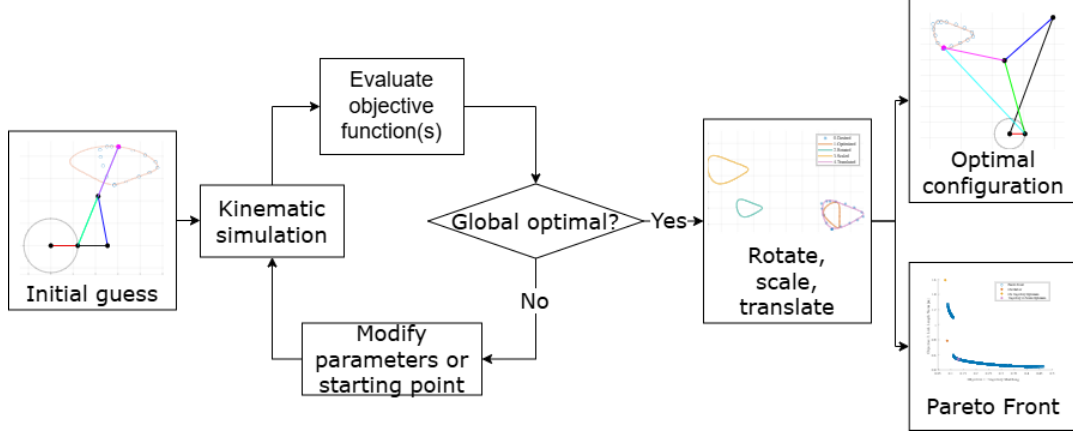 Evaluate
objective
function(s)
Initial guess
Kinematic
simulation
Global optimal?
Yes
No
Modify
parameters or
starting point
Rotate,
scale,
translate
Optimal
configuration
Pareto Front